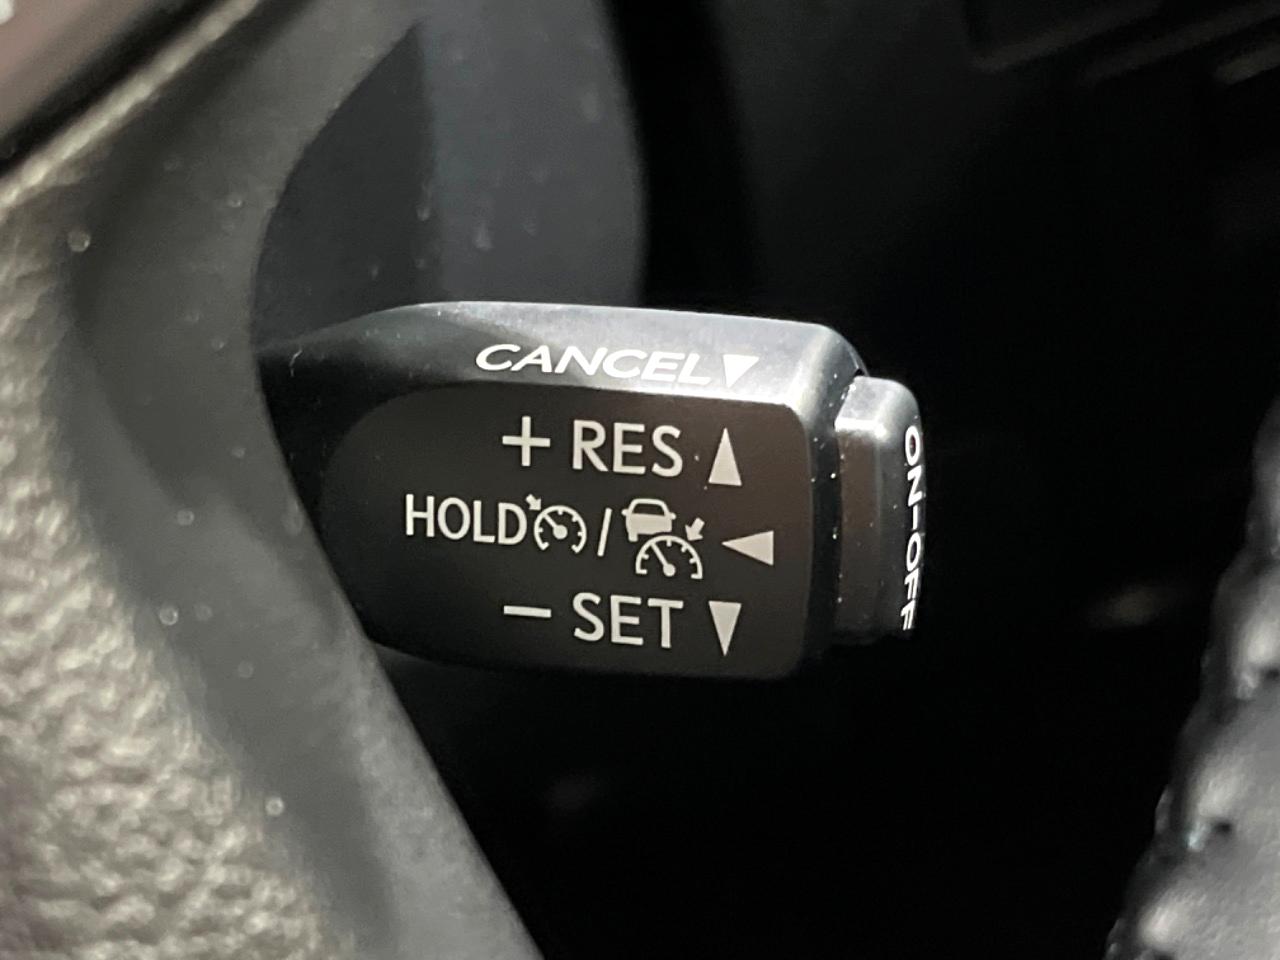 CANCEL▼
+ RES ▲
HOLD / ◀
− SET ▼
ON-OFF